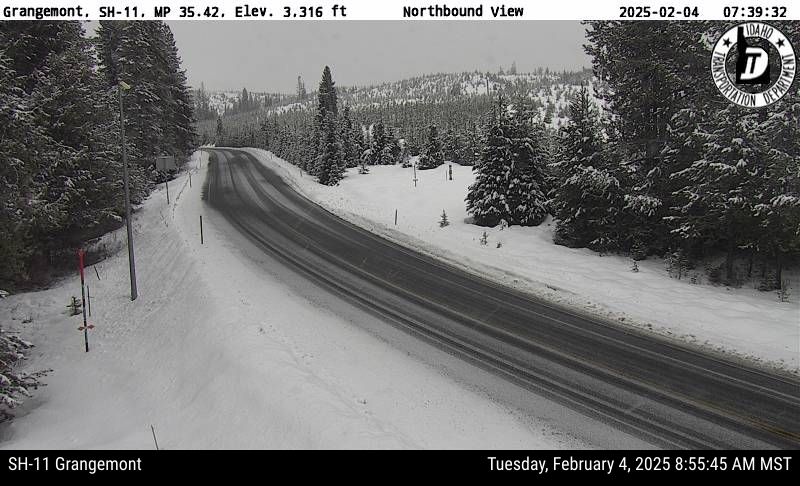 Grangemont, SH-11, MP 35.42, Elev. 3,316 ft Northbound View 2025-02-04 07:39:32
IDAHO
TRANSPORTATION DEPARTMENT
SH-11 Grangemont Tuesday, February 4, 2025 8:55:45 AM MST